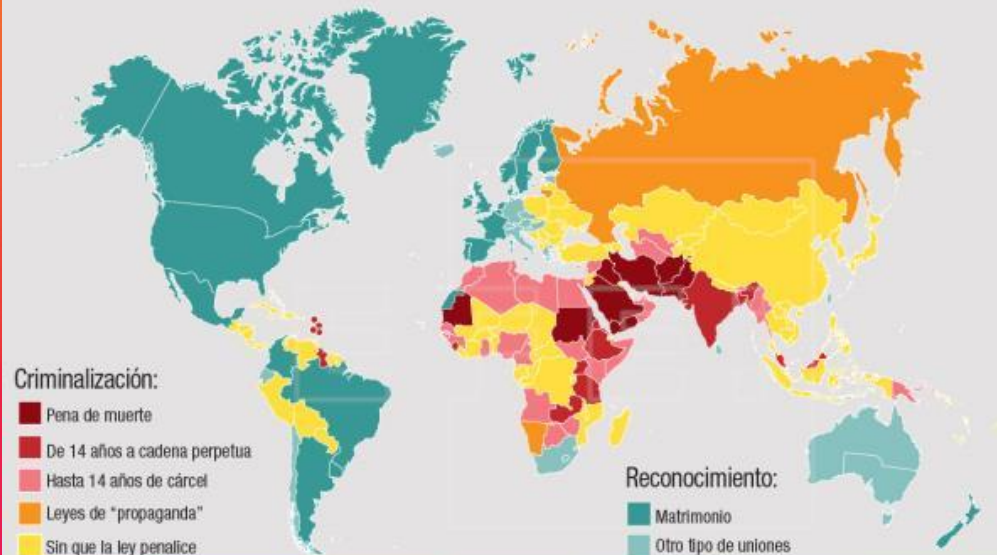 Criminalización:
Pena de muerte
De 14 años a cadena perpetua
Hasta 14 años de cárcel
Leyes de "propaganda"
Sin que la ley penalice
Reconocimiento:
Matrimonio
Otro tipo de uniones